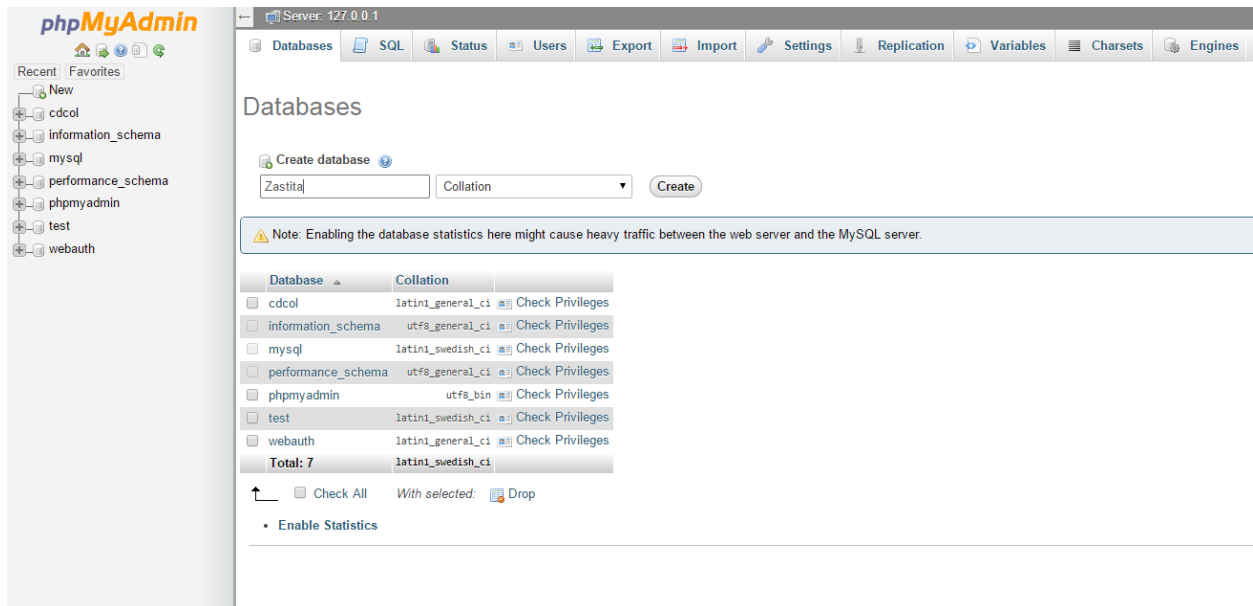 phpMyAdmin
Recent Favorites
New
cdcol
information_schema
mysql
performance_schema
phpmyadmin
test
webauth
Server: 127.0.0.1
Databases SQL Status Users Export Import Settings Replication Variables Charsets Engines
Databases
Create database
Zastita Collation Create
Note: Enabling the database statistics here might cause heavy traffic between the web server and the MySQL server.
Database Collation
cdcol latin1_general_ci Check Privileges
information_schema utf8_general_ci Check Privileges
mysql latin1_swedish_ci Check Privileges
performance_schema utf8_general_ci Check Privileges
phpmyadmin utf8_bin Check Privileges
test latin1_swedish_ci Check Privileges
webauth latin1_general_ci Check Privileges
Total: 7 latin1_swedish_ci
Check All With selected: Drop
• Enable Statistics